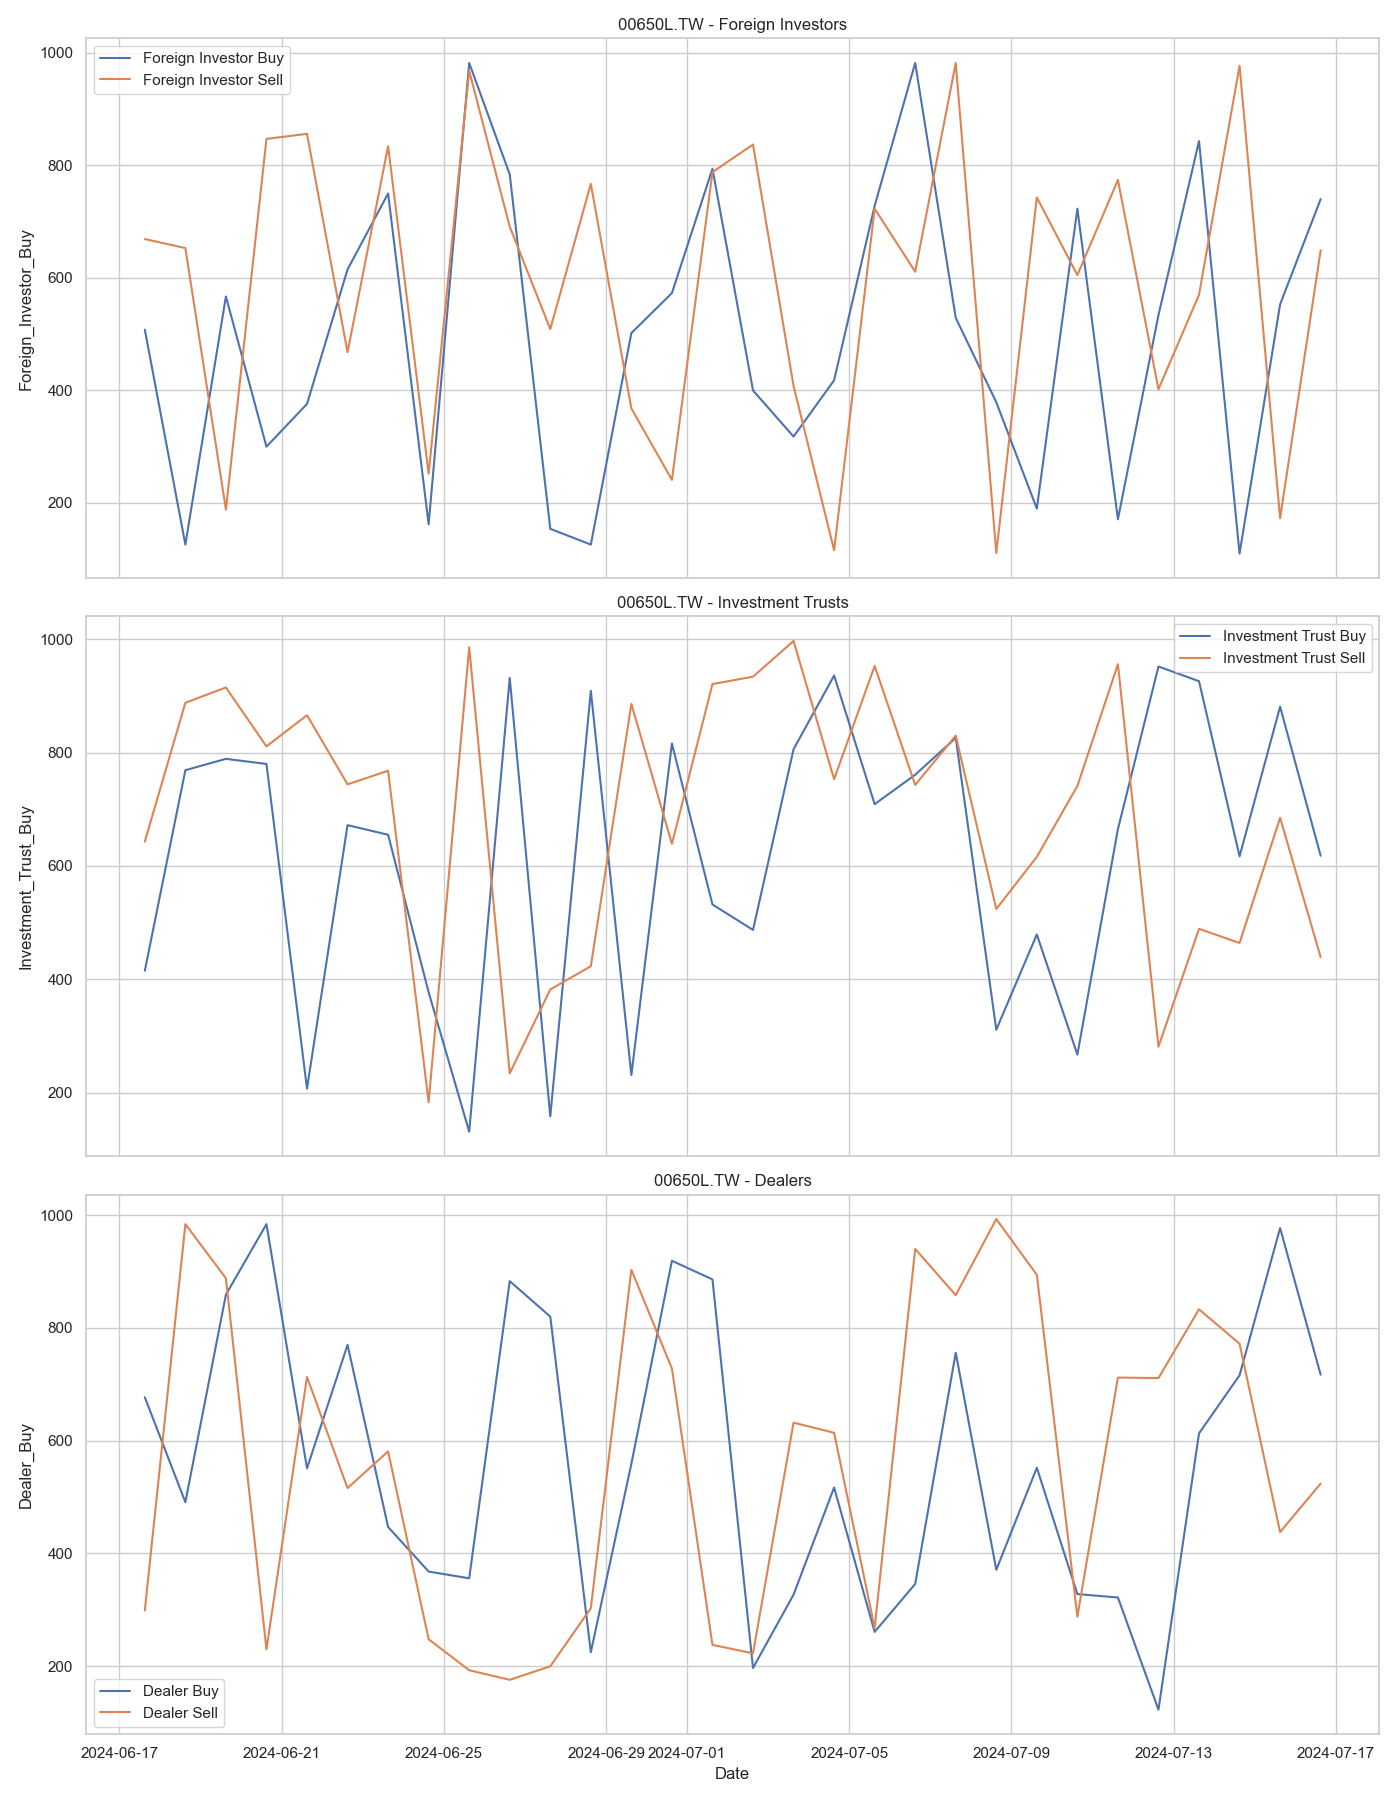 00650L.TW - Foreign Investors
Foreign Investor Buy
Foreign Investor Sell
1000
800
600
400
200
Foreign_Investor_Buy
00650L.TW - Investment Trusts
Investment Trust Buy
Investment Trust Sell
1000
800
600
400
200
Investment_Trust_Buy
00650L.TW - Dealers
1000
800
600
400
200
Dealer_Buy
Dealer Buy
Dealer Sell
2024-06-17 2024-06-21 2024-06-25 2024-06-29 2024-07-01 2024-07-05 2024-07-09 2024-07-13 2024-07-17
Date